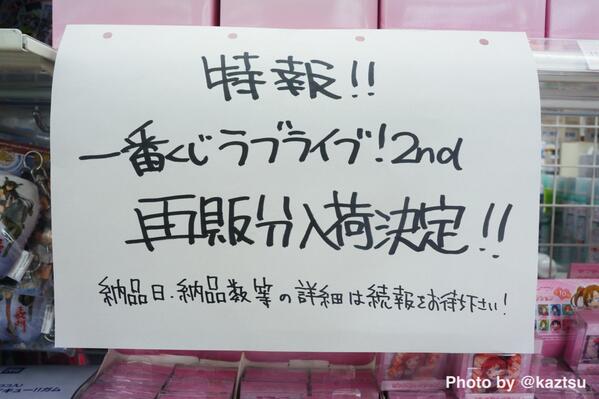 特報!!
一番くじラブライブ!2nd
再販分入荷決定!!
納品日・納品数等の詳細は続報をお待ち下さい!
Photo by @kaztsu